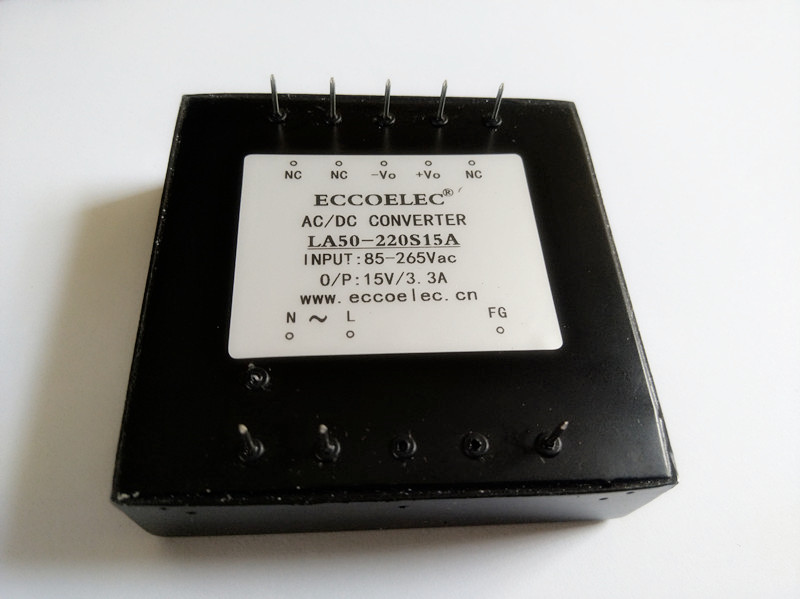 NC NC -Vo +Vo NC
ECCOELEC®
AC/DC CONVERTER
LA50-220S15A
INPUT:85-265Vac
O/P:15V/3.3A
www.eccoelec.cn
N ~ L FG